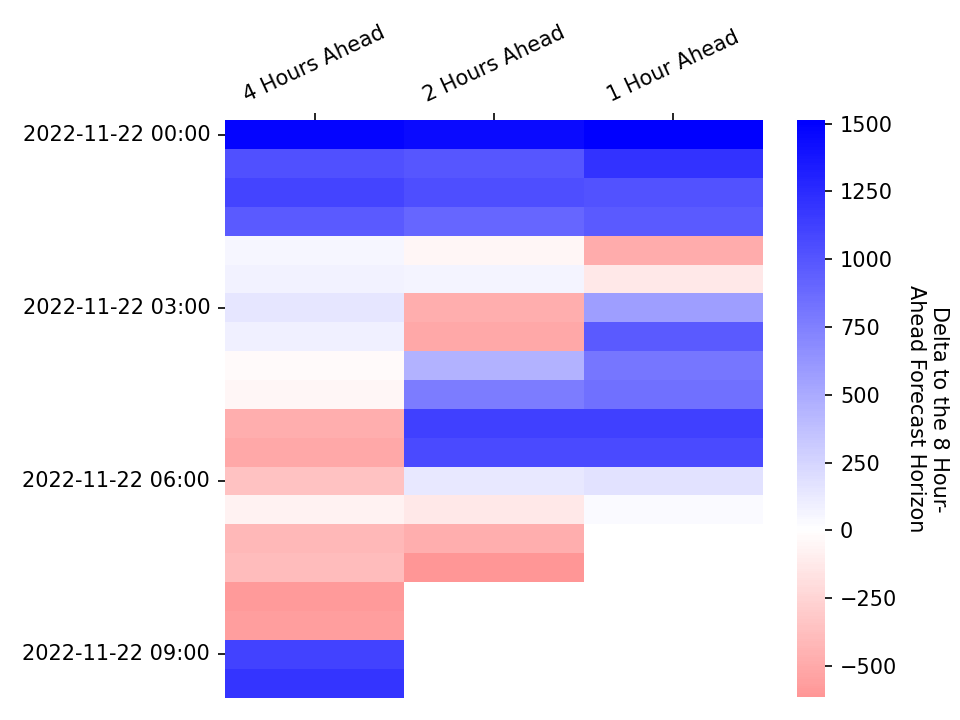 4 Hours Ahead
2 Hours Ahead
1 Hour Ahead
2022-11-22 00:00
2022-11-22 03:00
2022-11-22 06:00
2022-11-22 09:00
1500
1250
1000
750
500
250
0
−250
−500
Delta to the 8 Hour-
Ahead Forecast Horizon